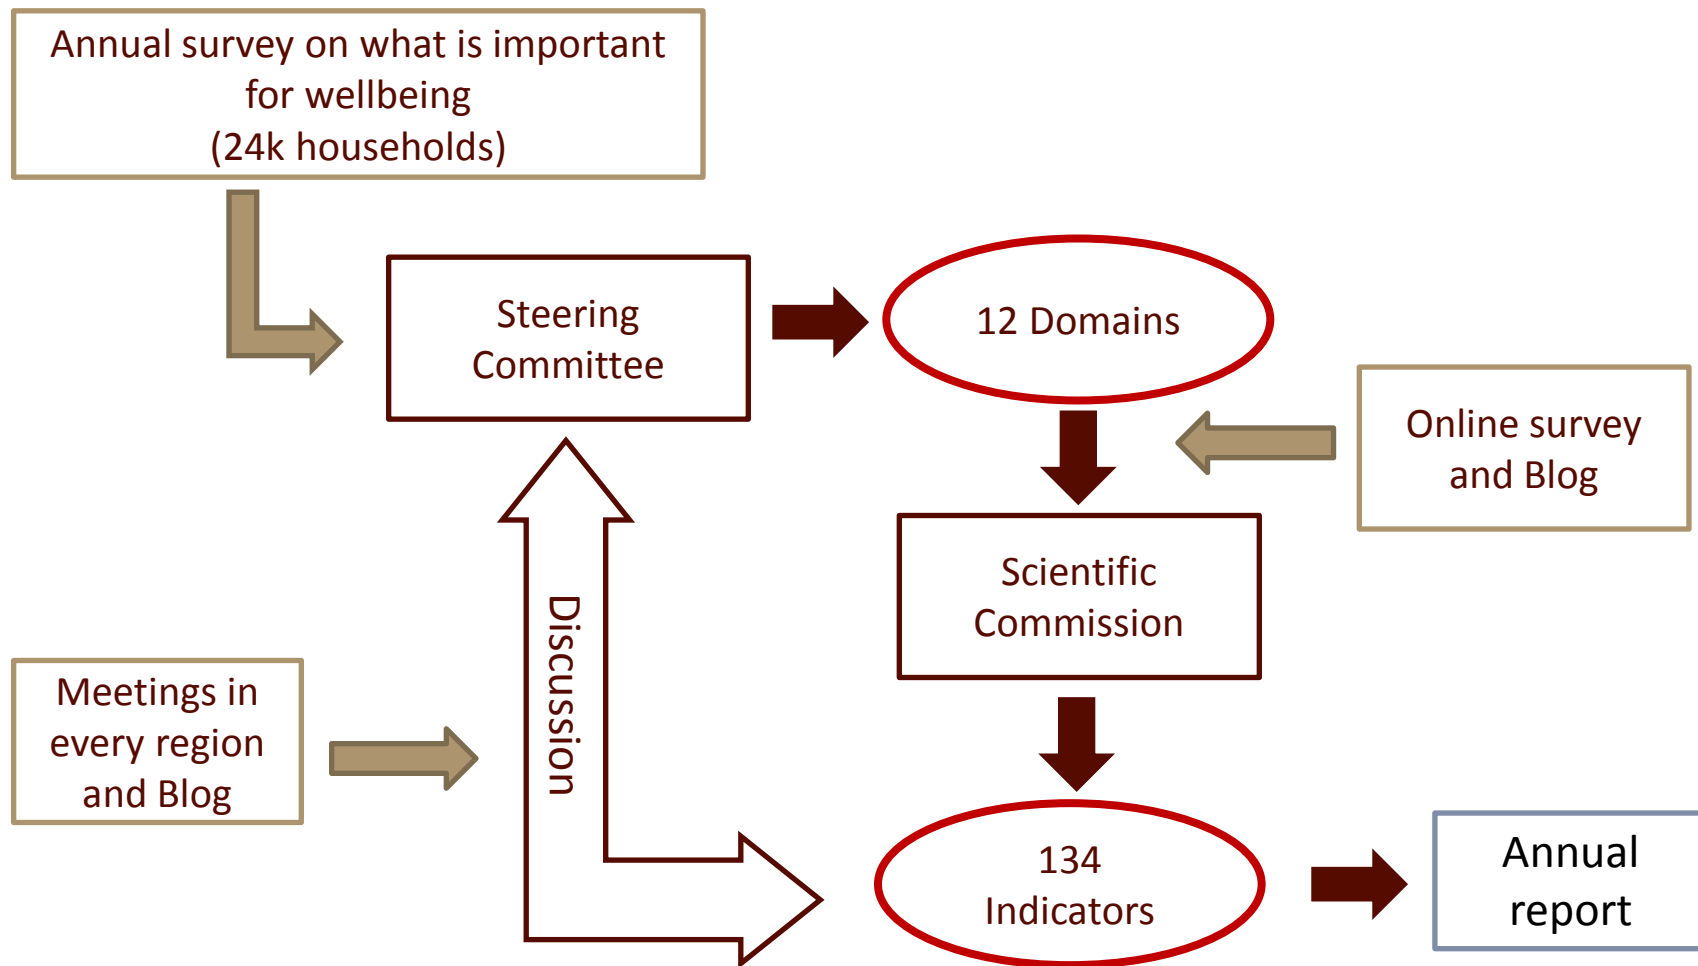 Annual survey on what is important
for wellbeing
(24k households)
Steering
Committee
12 Domains
Online survey
and Blog
Scientific
Commission
Discussion
Meetings in
every region
and Blog
134
Indicators
Annual
report